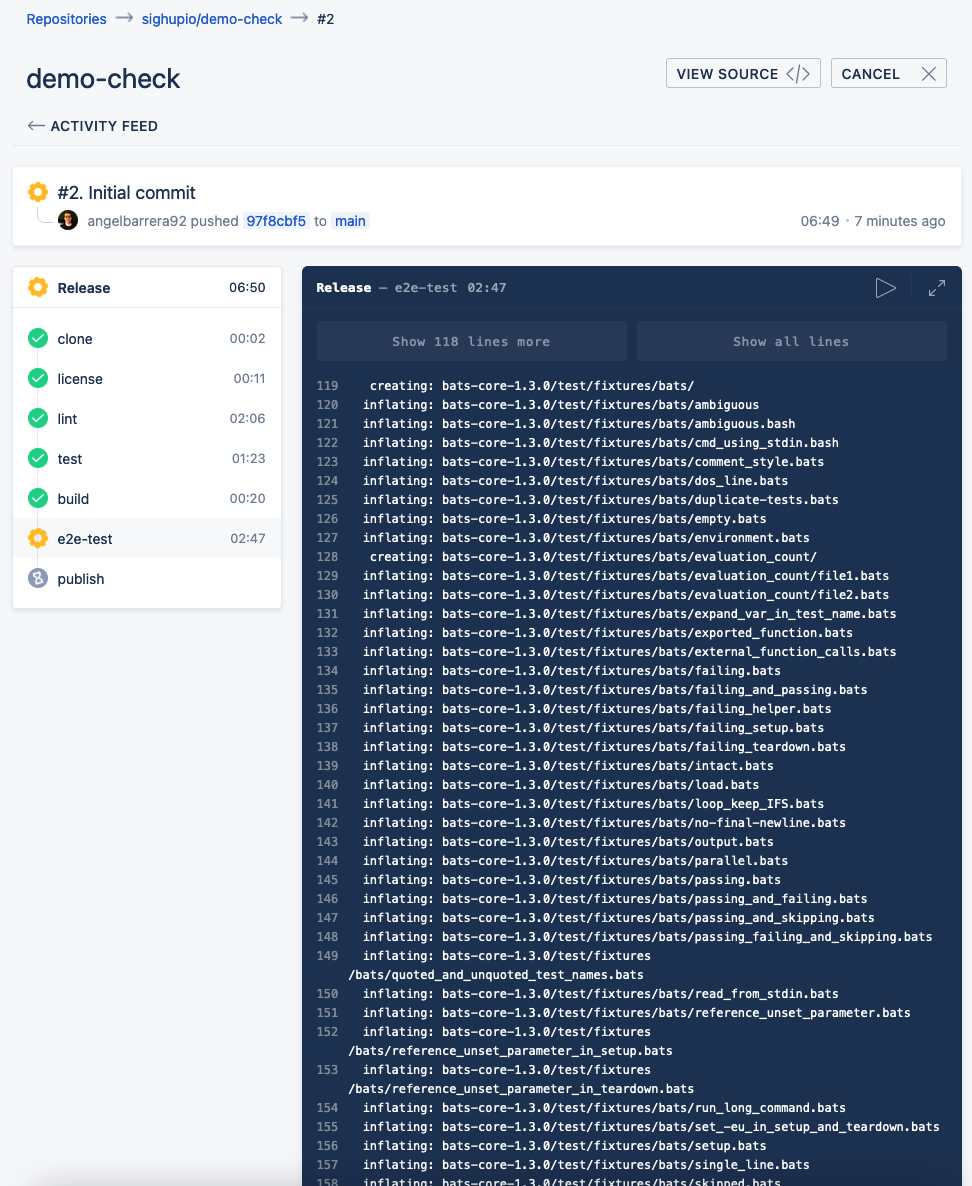 Repositories → sighupio/demo-check → #2
demo-check
VIEW SOURCE </>
CANCEL
← ACTIVITY FEED
#2. Initial commit
angelbarrera92 pushed 97f8cbf5 to main
06:49 · 7 minutes ago
Release 06:50
clone 00:02
license 00:11
lint 02:06
test 01:23
build 00:20
e2e-test 02:47
publish
Release — e2e-test 02:47
Show 118 lines more
Show all lines
119 creating: bats-core-1.3.0/test/fixtures/bats/
120 inflating: bats-core-1.3.0/test/fixtures/bats/ambiguous
121 inflating: bats-core-1.3.0/test/fixtures/bats/ambiguous.bash
122 inflating: bats-core-1.3.0/test/fixtures/bats/cmd_using_stdin.bash
123 inflating: bats-core-1.3.0/test/fixtures/bats/comment_style.bats
124 inflating: bats-core-1.3.0/test/fixtures/bats/dos_line.bats
125 inflating: bats-core-1.3.0/test/fixtures/bats/duplicate-tests.bats
126 inflating: bats-core-1.3.0/test/fixtures/bats/empty.bats
127 inflating: bats-core-1.3.0/test/fixtures/bats/environment.bats
128 creating: bats-core-1.3.0/test/fixtures/bats/evaluation_count/
129 inflating: bats-core-1.3.0/test/fixtures/bats/evaluation_count/file1.bats
130 inflating: bats-core-1.3.0/test/fixtures/bats/evaluation_count/file2.bats
131 inflating: bats-core-1.3.0/test/fixtures/bats/expand_var_in_test_name.bats
132 inflating: bats-core-1.3.0/test/fixtures/bats/exported_function.bats
133 inflating: bats-core-1.3.0/test/fixtures/bats/external_function_calls.bats
134 inflating: bats-core-1.3.0/test/fixtures/bats/failing.bats
135 inflating: bats-core-1.3.0/test/fixtures/bats/failing_and_passing.bats
136 inflating: bats-core-1.3.0/test/fixtures/bats/failing_helper.bats
137 inflating: bats-core-1.3.0/test/fixtures/bats/failing_setup.bats
138 inflating: bats-core-1.3.0/test/fixtures/bats/failing_teardown.bats
139 inflating: bats-core-1.3.0/test/fixtures/bats/intact.bats
140 inflating: bats-core-1.3.0/test/fixtures/bats/load.bats
141 inflating: bats-core-1.3.0/test/fixtures/bats/loop_keep_IFS.bats
142 inflating: bats-core-1.3.0/test/fixtures/bats/no-final-newline.bats
143 inflating: bats-core-1.3.0/test/fixtures/bats/output.bats
144 inflating: bats-core-1.3.0/test/fixtures/bats/parallel.bats
145 inflating: bats-core-1.3.0/test/fixtures/bats/passing.bats
146 inflating: bats-core-1.3.0/test/fixtures/bats/passing_and_failing.bats
147 inflating: bats-core-1.3.0/test/fixtures/bats/passing_and_skipping.bats
148 inflating: bats-core-1.3.0/test/fixtures/bats/passing_failing_and_skipping.bats
149 inflating: bats-core-1.3.0/test/fixtures
/bats/quoted_and_unquoted_test_names.bats
150 inflating: bats-core-1.3.0/test/fixtures/bats/read_from_stdin.bats
151 inflating: bats-core-1.3.0/test/fixtures/bats/reference_unset_parameter.bats
152 inflating: bats-core-1.3.0/test/fixtures
/bats/reference_unset_parameter_in_setup.bats
153 inflating: bats-core-1.3.0/test/fixtures
/bats/reference_unset_parameter_in_teardown.bats
154 inflating: bats-core-1.3.0/test/fixtures/bats/run_long_command.bats
155 inflating: bats-core-1.3.0/test/fixtures/bats/set_-eu_in_setup_and_teardown.bats
156 inflating: bats-core-1.3.0/test/fixtures/bats/setup.bats
157 inflating: bats-core-1.3.0/test/fixtures/bats/single_line.bats
158 inflating: bats-core-1.3.0/test/fixtures/bats/skipped.bats